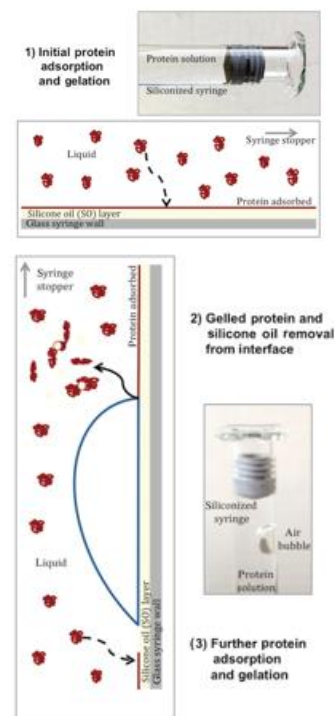 1) Initial protein
adsorption
and gelation
Protein solution
Siliconized syringe
Syringe
stopper
Liquid
Protein adsorbed
Silicone oil (SO) layer
Glass syringe wall
Syringe
stopper
Protein adsorbed
2) Gelled protein and
silicone oil removal
from interface
Siliconized
syringe
Air
bubble
Protein
solution
Liquid
Silicone oil (SO) layer
Glass syringe wall
(3) Further protein
adsorption
and gelation